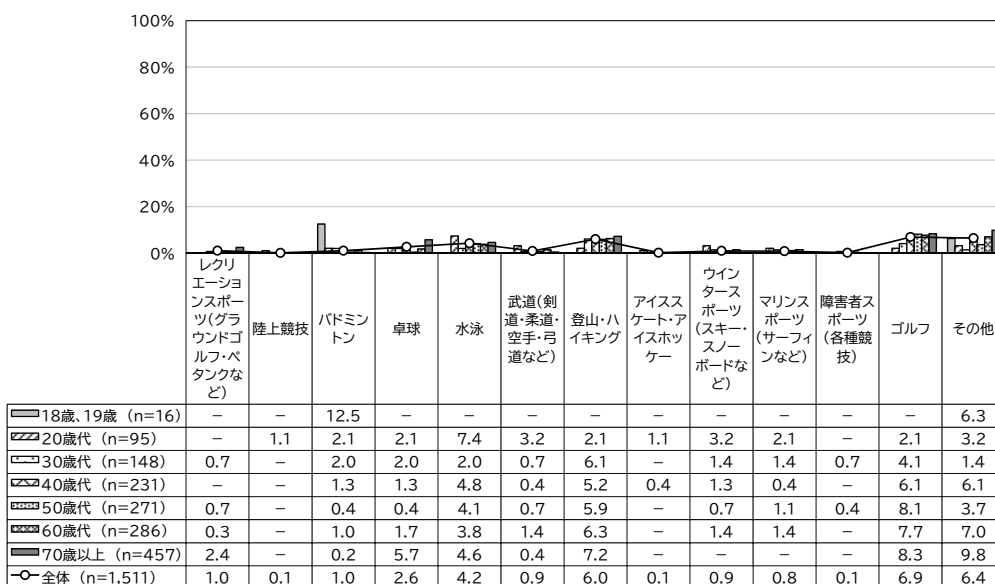 100%
80%
60%
40%
20%
0%
レクリ
エーショ
ンスポー
ツ(グラ
ウンドゴ
ルフ・ペ
タンクな
ど)
陸上競技
バドミン
トン
卓球
水泳
武道(剣
道・柔道・
空手・弓
道など)
登山・ハ
イキング
アイスス
ケート・ア
イスホッ
ケー
ウイン
タース
ポーツ
(スキー・
スノー
ボードな
ど)
マリンス
ポーツ
(サーフィ
ンなど)
障害者ス
ポーツ
(各種競
技)
ゴルフ
その他
18歳、19歳 (n=16) － － 12.5 － － － － － － － － － 6.3
20歳代 (n=95) － 1.1 2.1 2.1 7.4 3.2 2.1 1.1 3.2 2.1 － 2.1 3.2
30歳代 (n=148) 0.7 － 2.0 2.0 2.0 0.7 6.1 － 1.4 1.4 0.7 4.1 1.4
40歳代 (n=231) － － 1.3 1.3 4.8 0.4 5.2 0.4 1.3 0.4 － 6.1 6.1
50歳代 (n=271) 0.7 － 0.4 0.4 4.1 0.7 5.9 － 0.7 1.1 0.4 8.1 3.7
60歳代 (n=286) 0.3 － 1.0 1.7 3.8 1.4 6.3 － 1.4 1.4 － 7.7 7.0
70歳以上 (n=457) 2.4 － 0.2 5.7 4.6 0.4 7.2 － － － － 8.3 9.8
全体 (n=1,511) 1.0 0.1 1.0 2.6 4.2 0.9 6.0 0.1 0.9 0.8 0.1 6.9 6.4